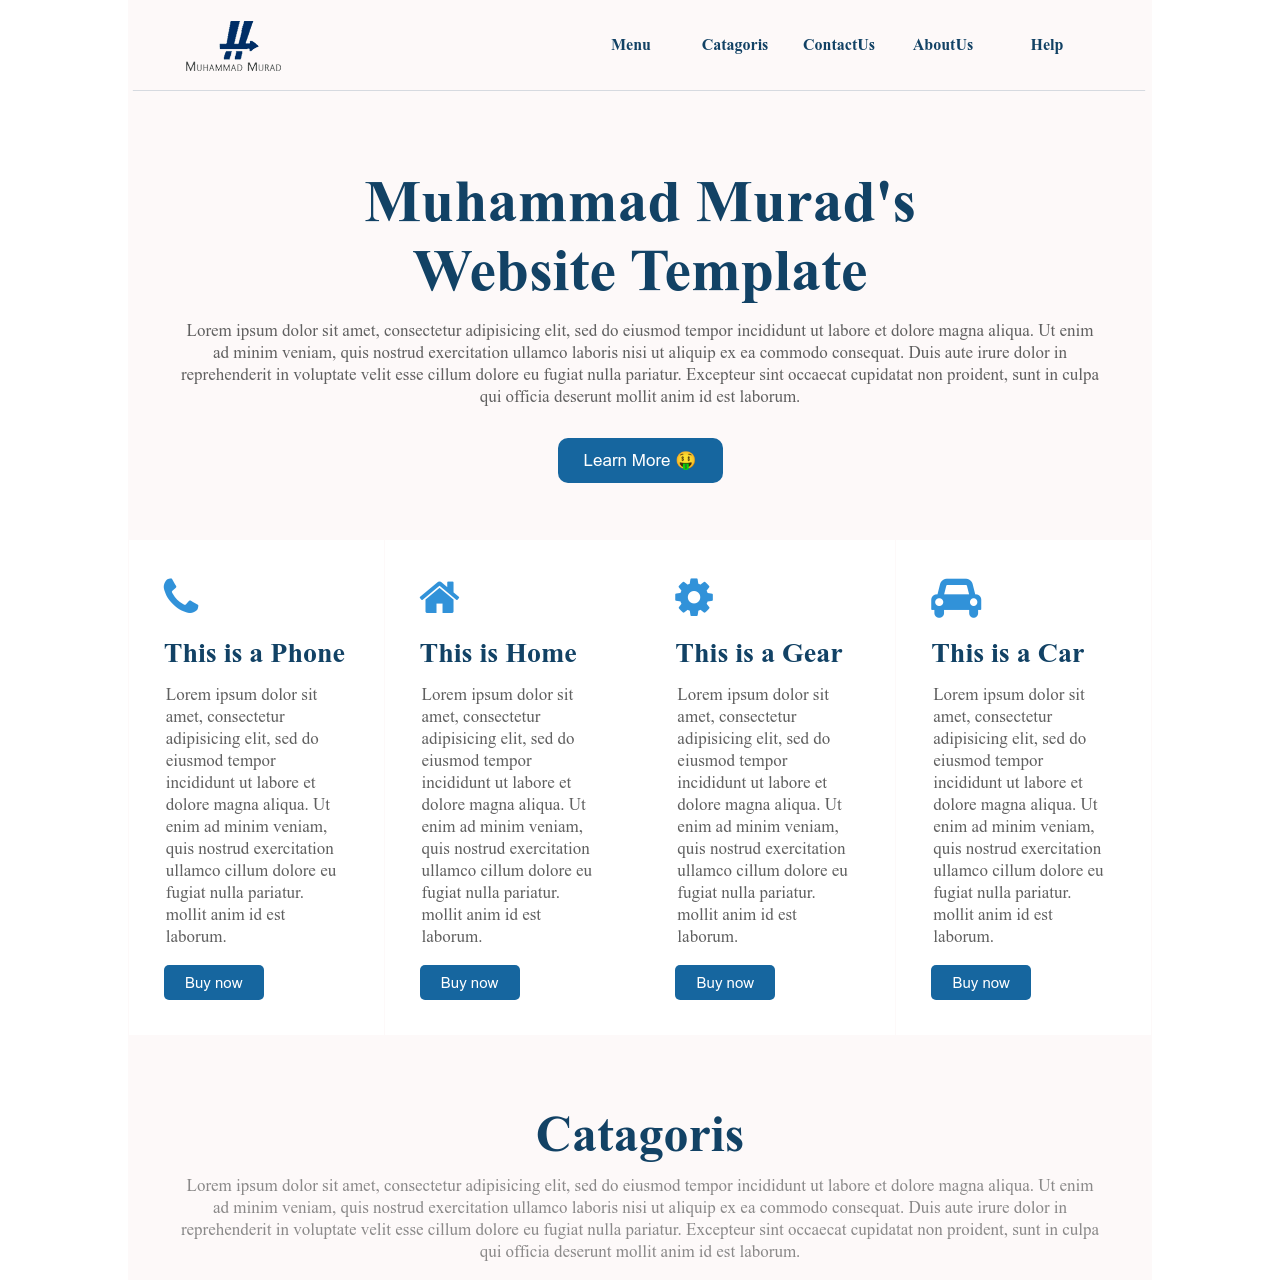 Muhammad Murad
Menu Catagoris ContactUs AboutUs Help
Muhammad Murad's
Website Template
Lorem ipsum dolor sit amet, consectetur adipisicing elit, sed do eiusmod tempor incididunt ut labore et dolore magna aliqua. Ut enim
ad minim veniam, quis nostrud exercitation ullamco laboris nisi ut aliquip ex ea commodo consequat. Duis aute irure dolor in
reprehenderit in voluptate velit esse cillum dolore eu fugiat nulla pariatur. Excepteur sint occaecat cupidatat non proident, sunt in culpa
qui officia deserunt mollit anim id est laborum.
Learn More 🤑
This is a Phone
Lorem ipsum dolor sit
amet, consectetur
adipisicing elit, sed do
eiusmod tempor
incididunt ut labore et
dolore magna aliqua. Ut
enim ad minim veniam,
quis nostrud exercitation
ullamco cillum dolore eu
fugiat nulla pariatur.
mollit anim id est
laborum.
Buy now
This is Home
Lorem ipsum dolor sit
amet, consectetur
adipisicing elit, sed do
eiusmod tempor
incididunt ut labore et
dolore magna aliqua. Ut
enim ad minim veniam,
quis nostrud exercitation
ullamco cillum dolore eu
fugiat nulla pariatur.
mollit anim id est
laborum.
Buy now
This is a Gear
Lorem ipsum dolor sit
amet, consectetur
adipisicing elit, sed do
eiusmod tempor
incididunt ut labore et
dolore magna aliqua. Ut
enim ad minim veniam,
quis nostrud exercitation
ullamco cillum dolore eu
fugiat nulla pariatur.
mollit anim id est
laborum.
Buy now
This is a Car
Lorem ipsum dolor sit
amet, consectetur
adipisicing elit, sed do
eiusmod tempor
incididunt ut labore et
dolore magna aliqua. Ut
enim ad minim veniam,
quis nostrud exercitation
ullamco cillum dolore eu
fugiat nulla pariatur.
mollit anim id est
laborum.
Buy now
Catagoris
Lorem ipsum dolor sit amet, consectetur adipisicing elit, sed do eiusmod tempor incididunt ut labore et dolore magna aliqua. Ut enim
ad minim veniam, quis nostrud exercitation ullamco laboris nisi ut aliquip ex ea commodo consequat. Duis aute irure dolor in
reprehenderit in voluptate velit esse cillum dolore eu fugiat nulla pariatur. Excepteur sint occaecat cupidatat non proident, sunt in culpa
qui officia deserunt mollit anim id est laborum.